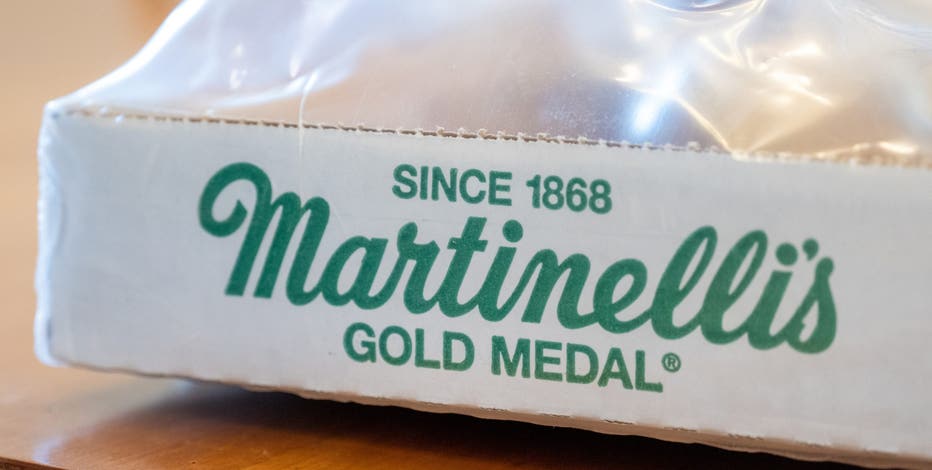 SINCE 1868
Martinelli's
GOLD MEDAL®